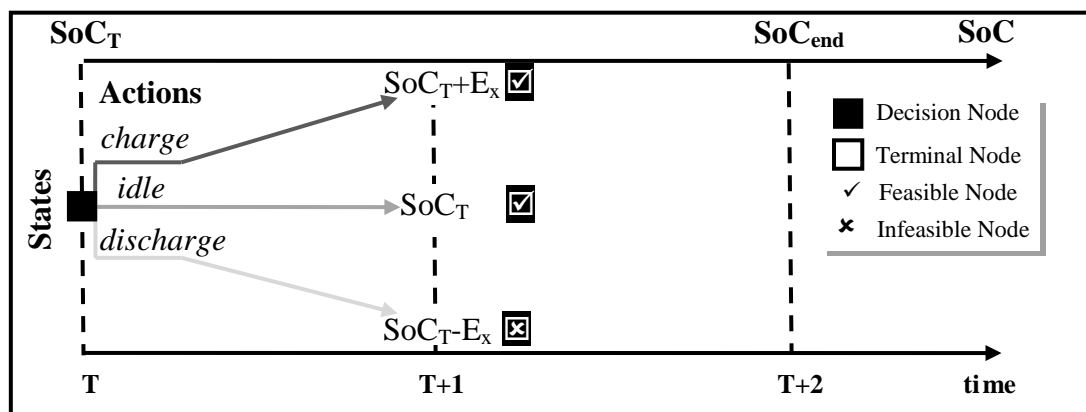 SoC_T SoC_end SoC
Actions
SoC_T+E_x
charge
idle
SoC_T
discharge
SoC_T-E_x
States
T T+1 T+2 time
Decision Node
Terminal Node
✓ Feasible Node
✘ Infeasible Node